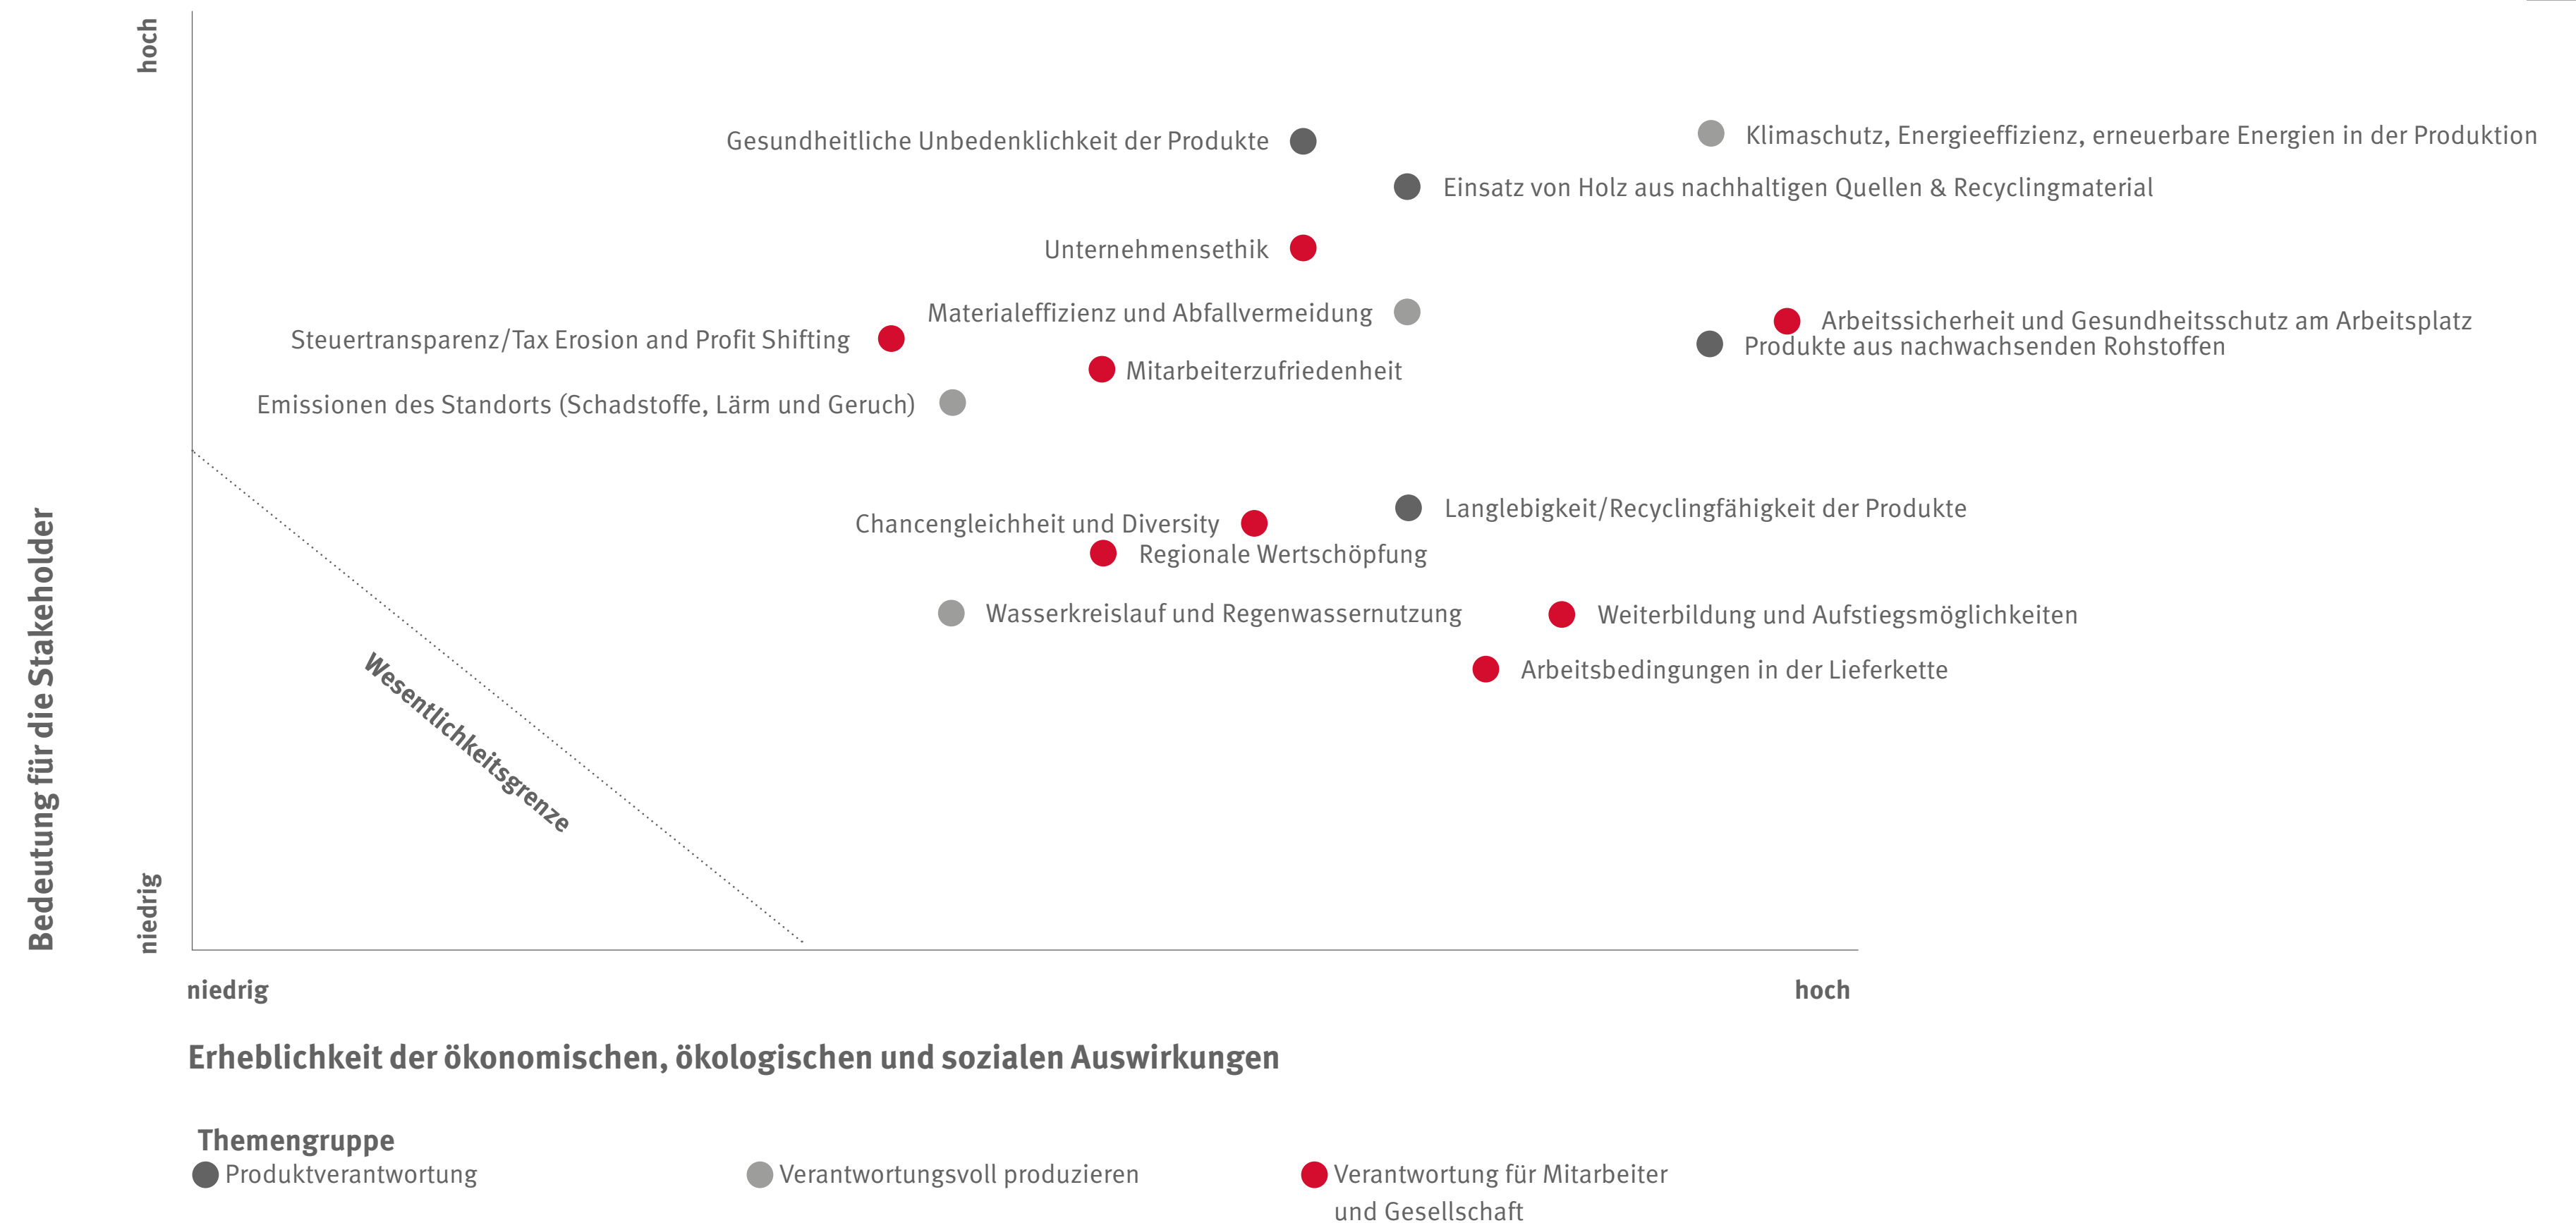 hoch
Gesundheitliche Unbedenklichkeit der Produkte
Klimaschutz, Energieeffizienz, erneuerbare Energien in der Produktion
Einsatz von Holz aus nachhaltigen Quellen & Recyclingmaterial
Unternehmensethik
Materialeffizienz und Abfallvermeidung
Arbeitssicherheit und Gesundheitsschutz am Arbeitsplatz
Steuertransparenz/Tax Erosion and Profit Shifting
Produkte aus nachwachsenden Rohstoffen
Mitarbeiterzufriedenheit
Emissionen des Standorts (Schadstoffe, Lärm und Geruch)
Langlebigkeit/Recyclingfähigkeit der Produkte
Chancengleichheit und Diversity
Regionale Wertschöpfung
Wasserkreislauf und Regenwassernutzung
Weiterbildung und Aufstiegsmöglichkeiten
Arbeitsbedingungen in der Lieferkette
Wesentlichkeitsgrenze
Bedeutung für die Stakeholder
niedrig
niedrig
hoch
Erheblichkeit der ökonomischen, ökologischen und sozialen Auswirkungen
Themengruppe
Produktverantwortung
Verantwortungsvoll produzieren
Verantwortung für Mitarbeiter
und Gesellschaft